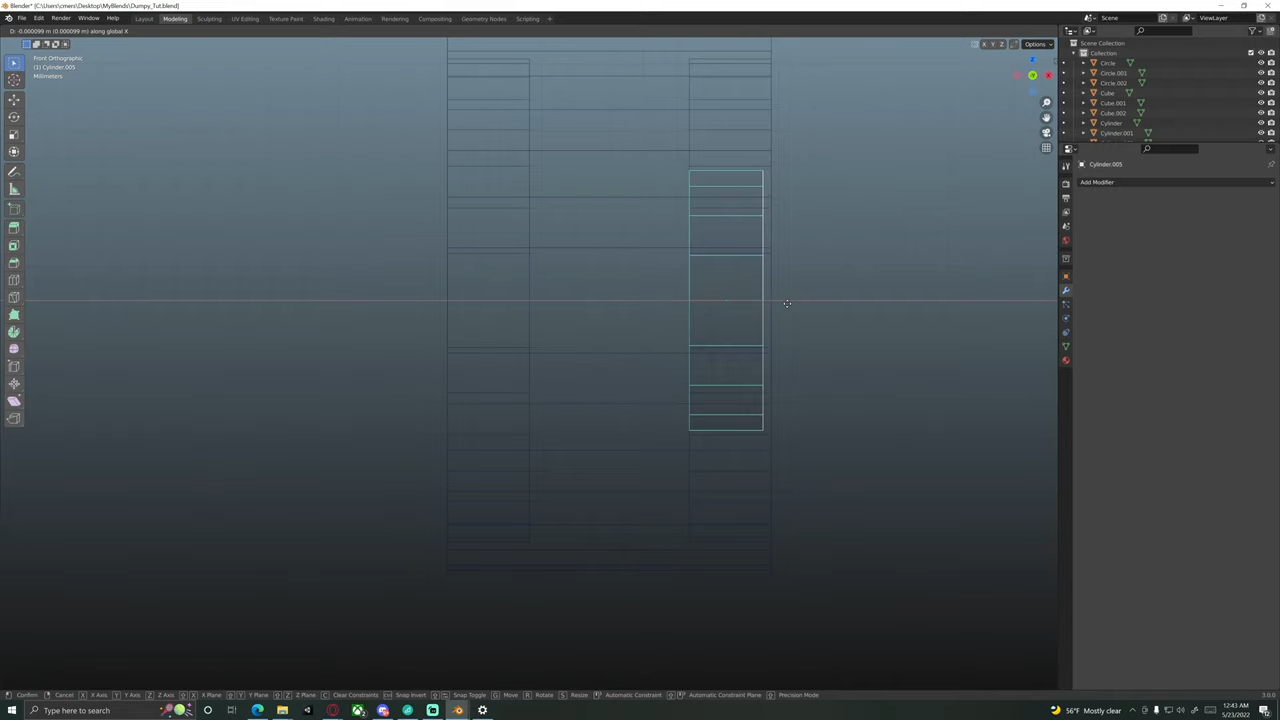 Blender* [C:\Users\cmers\Desktop\MyBlends\Dumpy_Tut.blend]
File Edit Render Window Help Layout Modeling Sculpting UV Editing Texture Paint Shading Animation Rendering Compositing Geometry Nodes Scripting Scene ViewLayer
D: -0.000099 m (0.000099 m) along global X
Options
Front Orthographic
(1) Cylinder.005
Millimeters
Scene Collection
Collection
Circle
Circle.001
Circle.002
Cube
Cube.001
Cube.002
Cylinder
Cylinder.001
Cylinder.005
Add Modifier
Confirm Cancel X X Axis Y Y Axis Z Z Axis X X Plane Y Y Plane Z Z Plane C Clear Constraints Snap Invert Snap Toggle G Move R Rotate S Resize Automatic Constraint Automatic Constraint Plane Precision Mode 3.0.0
Type here to search 56°F Mostly clear 12:43 AM
5/23/2022